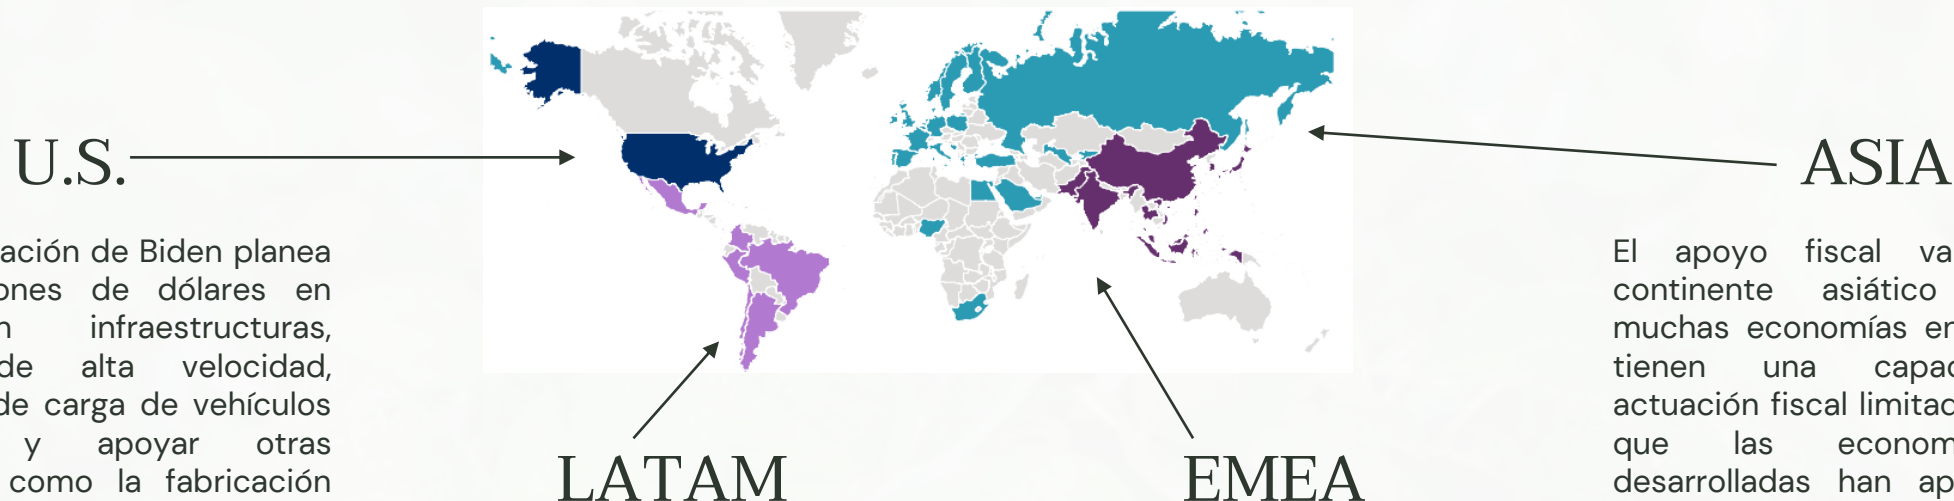 U.S.
ación de Biden planea
ones de dólares en
n infraestructuras,
de alta velocidad,
de carga de vehículos
y apoyar otras
como la fabricación
LATAM
EMEA
ASIA
El apoyo fiscal va
continente asiático
muchas economías en
tienen una capac
actuación fiscal limitad
que las econom
desarrolladas han ap